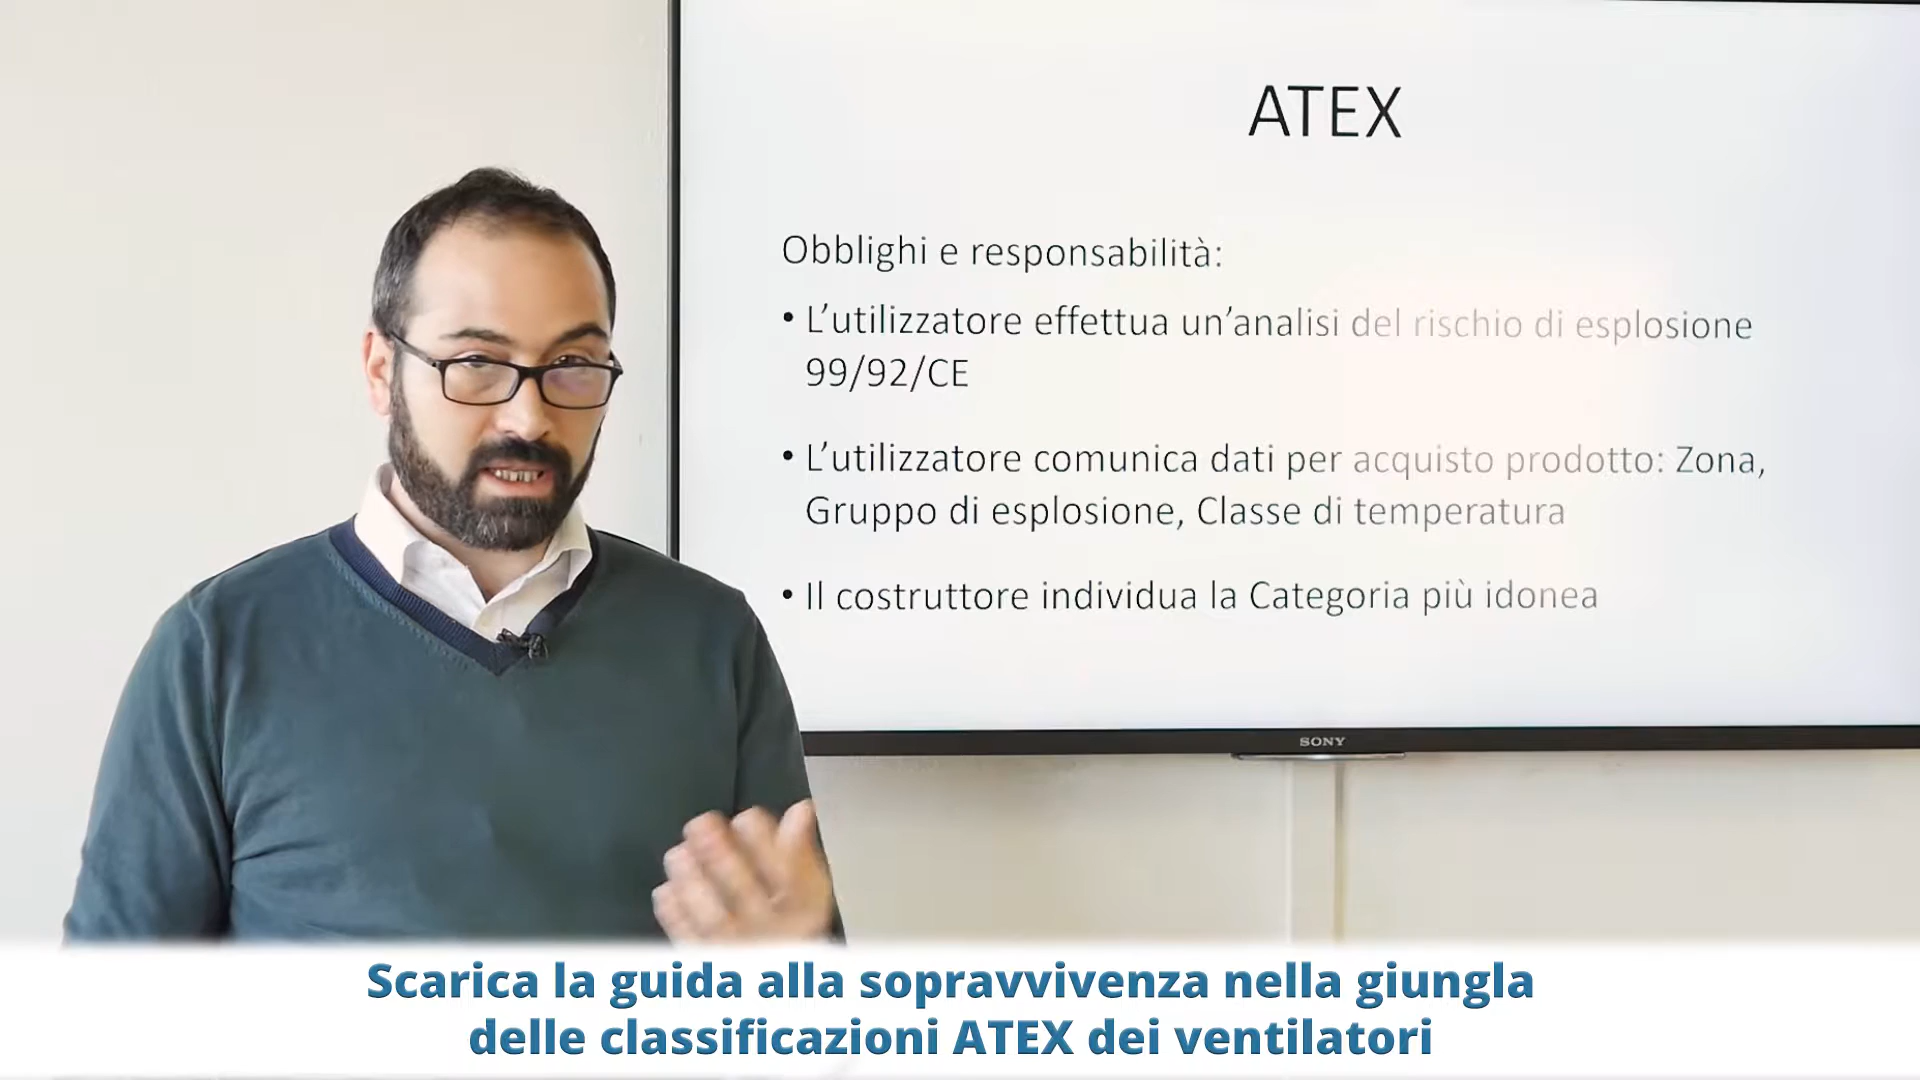 ATEX
Obblighi e responsabilità:
• L’utilizzatore effettua un’analisi del rischio di esplosione
99/92/CE
• L’utilizzatore comunica dati per acquisto prodotto: Zona,
Gruppo di esplosione, Classe di temperatura
• Il costruttore individua la Categoria più idonea
SONY
Scarica la guida alla sopravvivenza nella giungla
delle classificazioni ATEX dei ventilatori